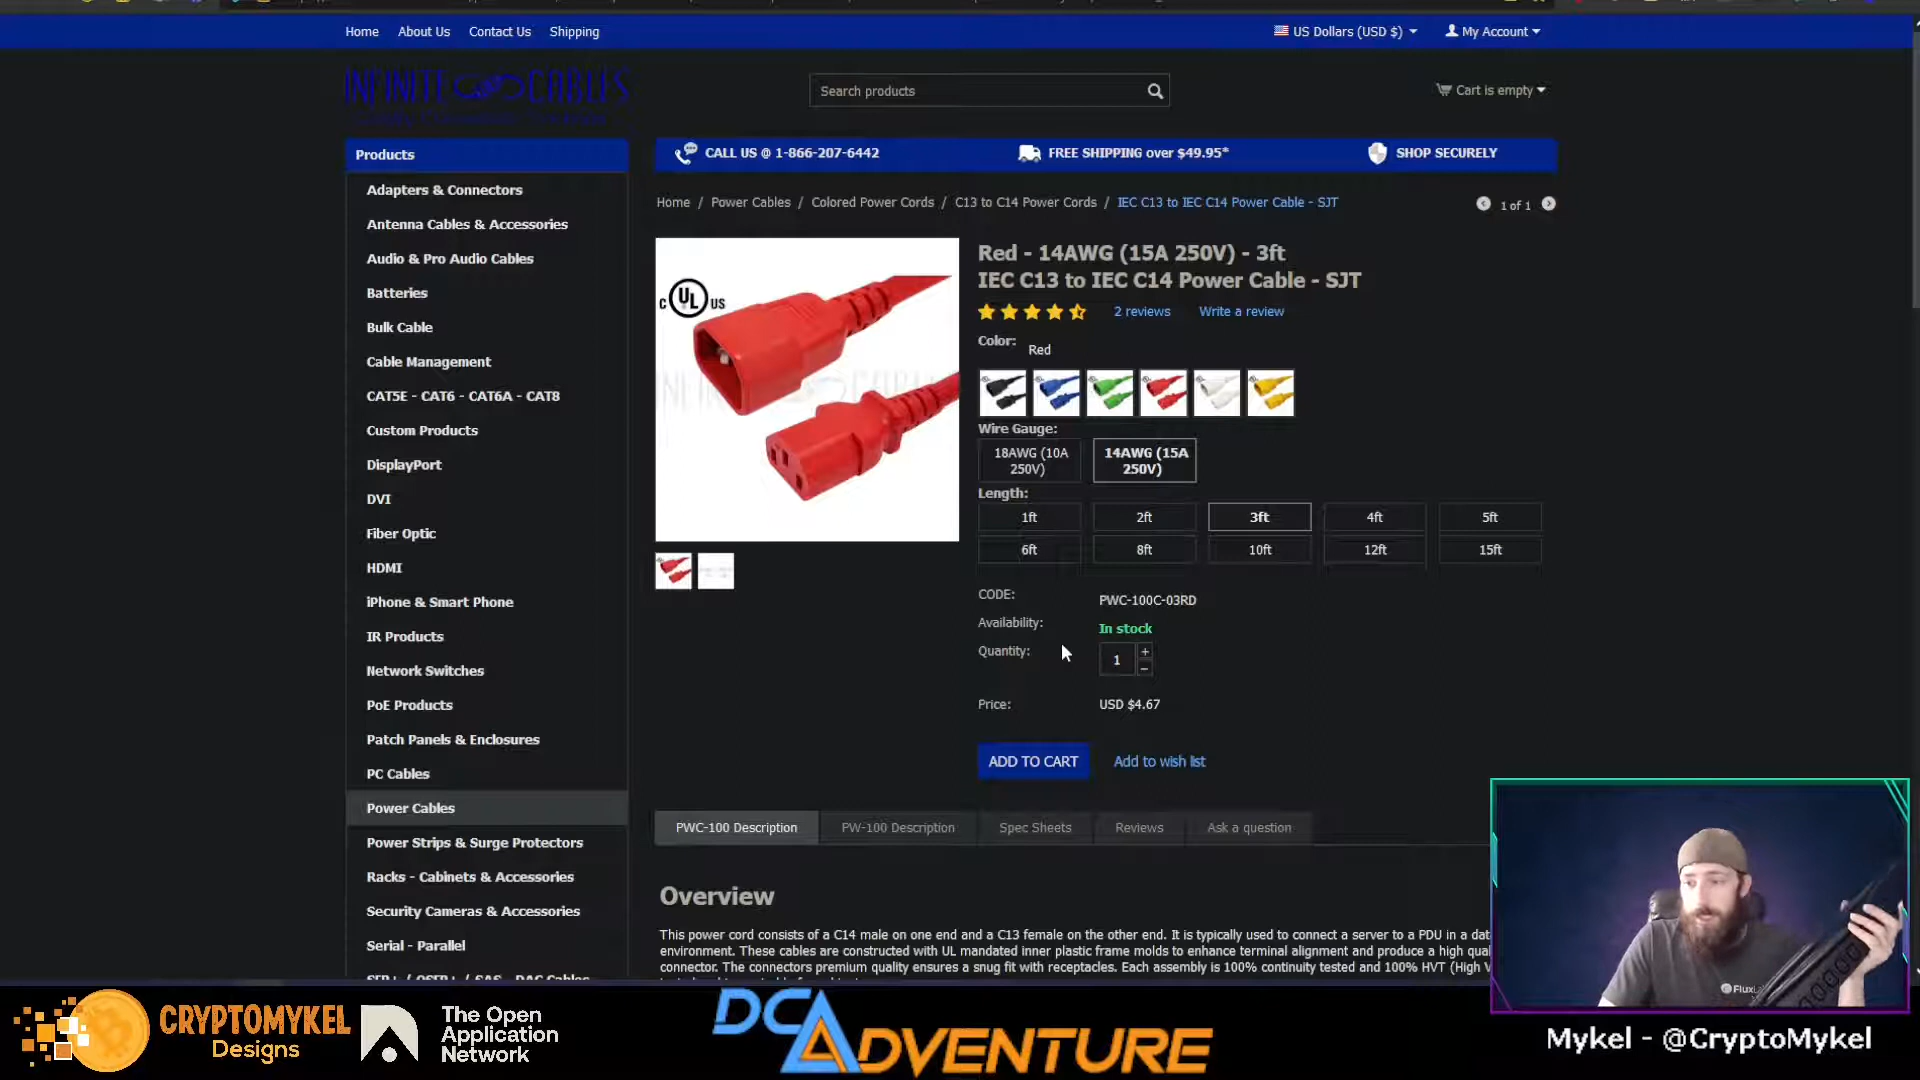 Home About Us Contact Us Shipping
US Dollars (USD $) My Account
INFINITE CABLES
Search products
Cart is empty
Products
Adapters & Connectors
Antenna Cables & Accessories
Audio & Pro Audio Cables
Batteries
Bulk Cable
Cable Management
CAT5E - CAT6 - CAT6A - CAT8
Custom Products
DisplayPort
DVI
Fiber Optic
HDMI
iPhone & Smart Phone
IR Products
Network Switches
PoE Products
Patch Panels & Enclosures
PC Cables
Power Cables
Power Strips & Surge Protectors
Racks - Cabinets & Accessories
Security Cameras & Accessories
Serial - Parallel
SFP+ / QSFP+ / SAS - DAC Cables
CALL US @ 1-866-207-6442
FREE SHIPPING over $49.95*
SHOP SECURELY
Home / Power Cables / Colored Power Cords / C13 to C14 Power Cords / IEC C13 to IEC C14 Power Cable - SJT
1 of 1
c UL US
Red - 14AWG (15A 250V) - 3ft
IEC C13 to IEC C14 Power Cable - SJT
2 reviews Write a review
Color:
Red
Wire Gauge:
18AWG (10A 250V)
14AWG (15A 250V)
Length:
1ft 2ft 3ft 4ft 5ft
6ft 8ft 10ft 12ft 15ft
CODE: PWC-100C-03RD
Availability: In stock
Quantity: 1 + −
Price: USD $4.67
ADD TO CART Add to wish list
PWC-100 Description PW-100 Description Spec Sheets Reviews Ask a question
Overview
This power cord consists of a C14 male on one end and a C13 female on the other end. It is typically used to connect a server to a PDU in a dat
environment. These cables are constructed with UL mandated inner plastic frame molds to enhance terminal alignment and produce a high qual
connector. The connectors premium quality ensures a snug fit with receptacles. Each assembly is 100% continuity tested and 100% HVT (High V
CRYPTOMYKEL
Designs
The Open
Application
Network
DCADVENTURE
Mykel - @CryptoMykel